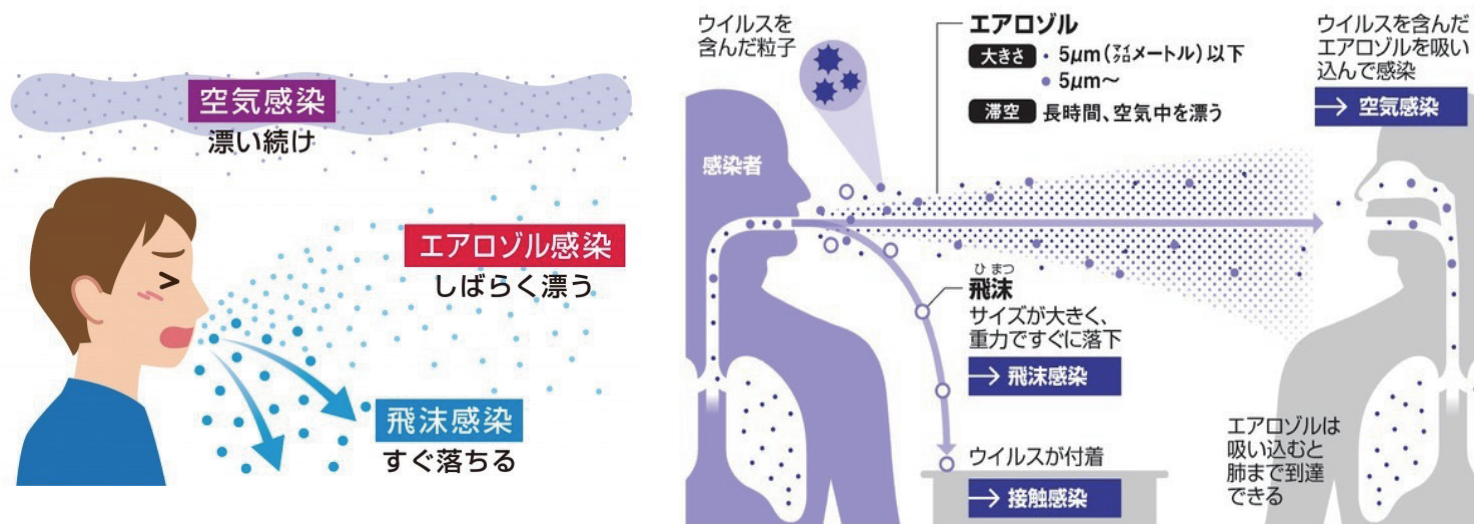 空気感染
漂い続け
エアロゾル感染
しばらく漂う
飛沫感染
すぐ落ちる
ウイルスを
含んだ粒子
感染者
エアロゾル
大きさ ・5μm(マイクロメートル)以下
●5μm〜
滞空 長時間、空気中を漂う
ウイルスを含んだ
エアロゾルを吸い
込んで感染
→ 空気感染
ひまつ
飛沫
サイズが大きく、
重力ですぐに落下
→ 飛沫感染
ウイルスが付着
→ 接触感染
エアロゾルは
吸い込むと
肺まで到達
できる